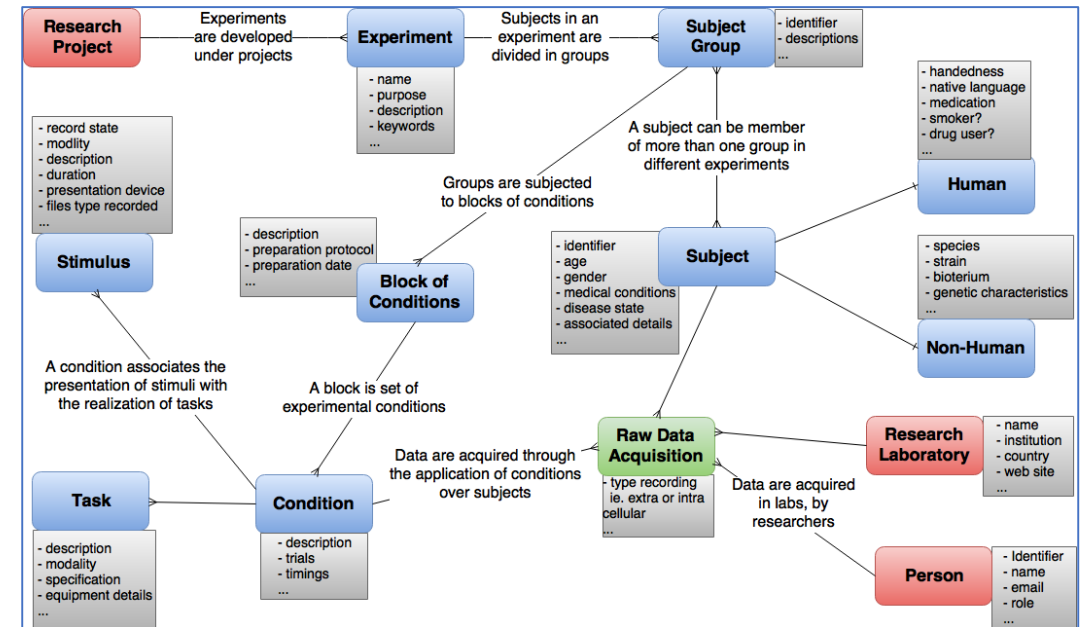 Research
Project
Experiments
are developed
under projects
Experiment
- name
- purpose
- description
- keywords
...
Subjects in an
experiment are
divided in groups
Subject
Group
- identifier
- descriptions
...
- handedness
- native language
- medication
- smoker?
- drug user?
...
Human
A subject can be member
of more than one group in
different experiments
- record state
- modlity
- description
- duration
- presentation device
- files type recorded
...
Stimulus
Groups are subjected
to blocks of conditions
- description
- preparation protocol
- preparation date
...
Block of
Conditions
Subject
- identifier
- age
- gender
- medical conditions
- disease state
- associated details
...
- species
- strain
- bioterium
- genetic characteristics
...
Non-Human
A condition associates the
presentation of stimuli with
the realization of tasks
A block is set of
experimental conditions
Data are acquired through
the application of conditions
over subjects
Raw Data
Acquisition
- type recording
ie. extra or intra
cellular
...
Research
Laboratory
- name
- institution
- country
- web site
...
Data are acquired
in labs, by
researchers
Task
- description
- modality
- specification
- equipment details
...
Condition
- description
- trials
- timings
...
Person
- Identifier
- name
- email
- role
...